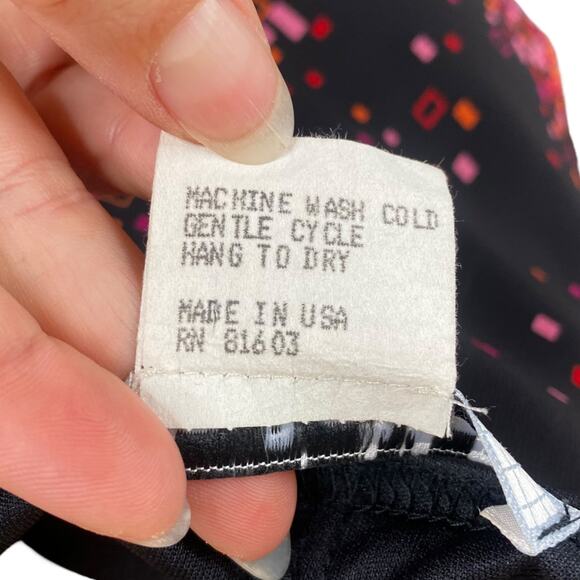 MACHINE WASH COLD
GENTLE CYCLE
HANG TO DRY
MADE IN USA
RN 81603